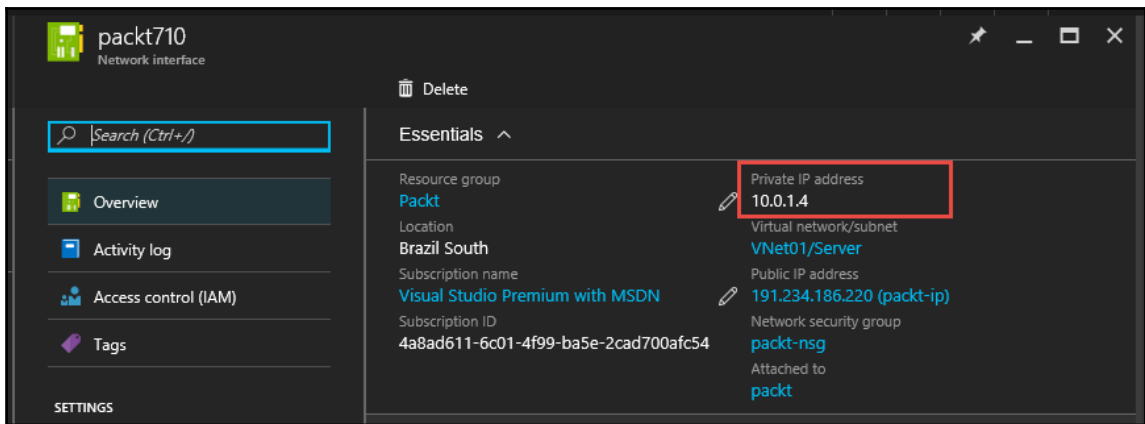 packt710
Network interface
Delete
Search (Ctrl+/)
Overview
Activity log
Access control (IAM)
Tags
SETTINGS
Essentials
Resource group
Packt
Location
Brazil South
Subscription name
Visual Studio Premium with MSDN
Subscription ID
4a8ad611-6c01-4f99-ba5e-2cad700afc54
Private IP address
10.0.1.4
Virtual network/subnet
VNet01/Server
Public IP address
191.234.186.220 (packt-ip)
Network security group
packt-nsg
Attached to
packt